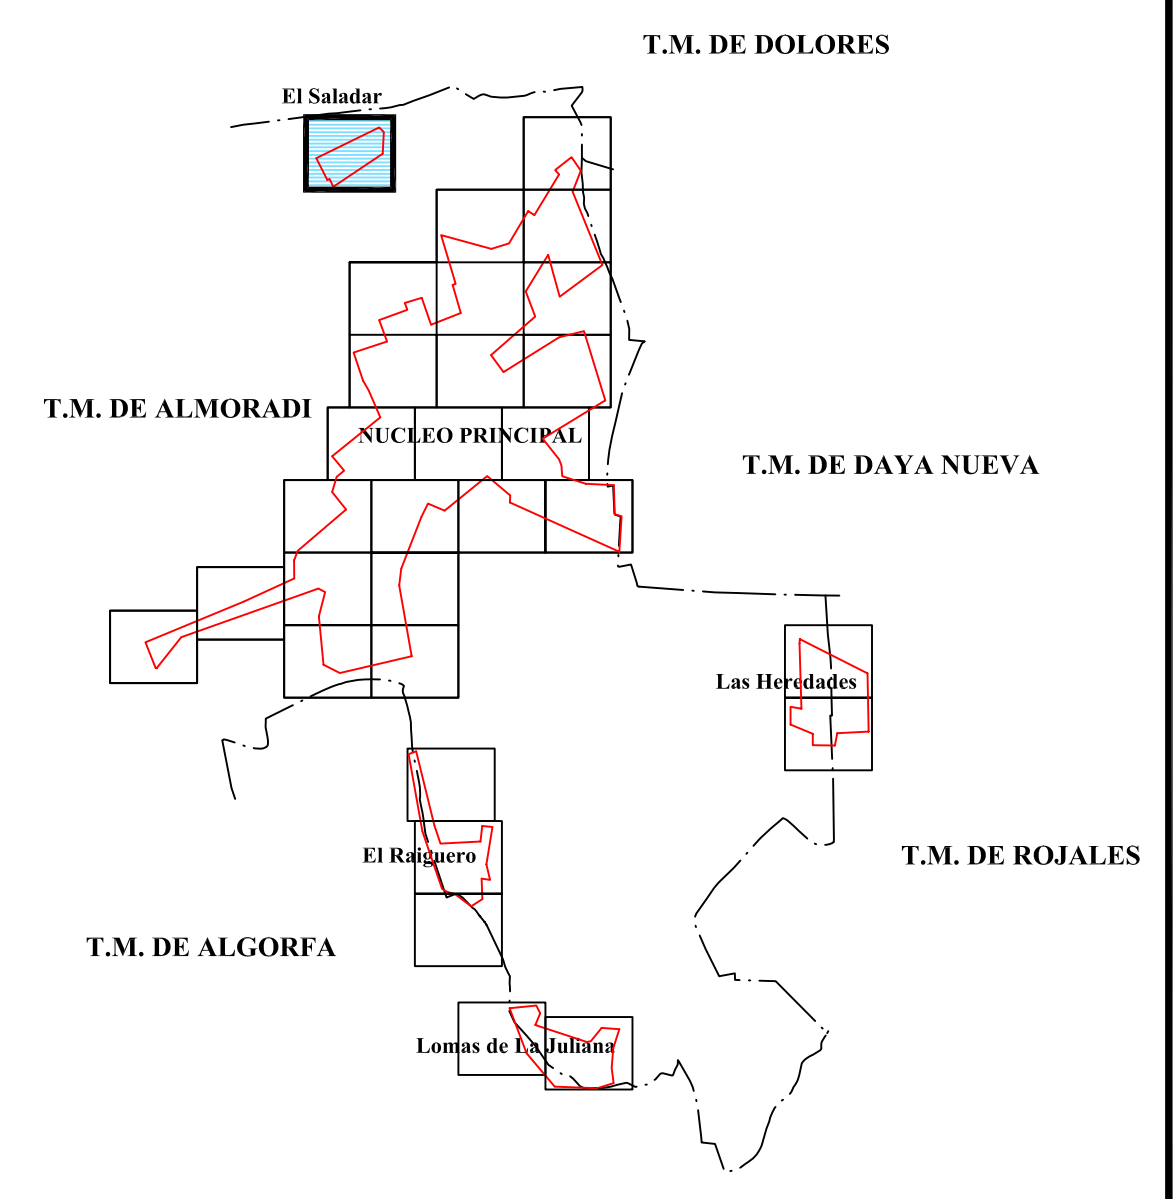 T.M. DE DOLORES
El Saladar
T.M. DE ALMORADI
NUCLEO PRINCIPAL
T.M. DE DAYA NUEVA
Las Heredades
El Raiguero
T.M. DE ROJALES
T.M. DE ALGORFA
Lomas de La Juliana